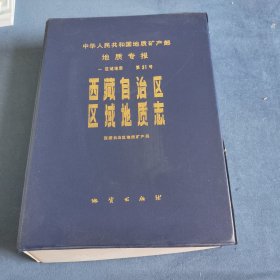 中华人民共和国地质矿产部
地质专报
一 区域地质 第31号
西藏自治区
区域地质志
西藏自治区地质矿产局
地质出版社